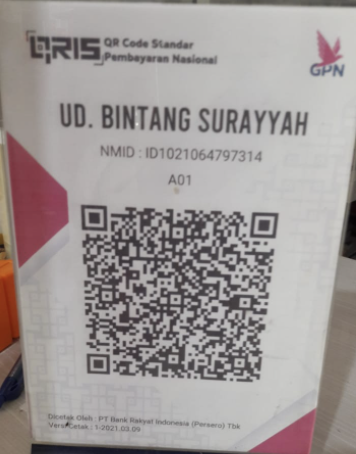 QRIS QR Code Standar
Pembayaran Nasional
GPN
UD. BINTANG SURAYYAH
NMID : ID1021064797314
A01
Dicetak Oleh : PT Bank Rakyat Indonesia (Persero) Tbk
Versi Cetak : 1-2021.03.09